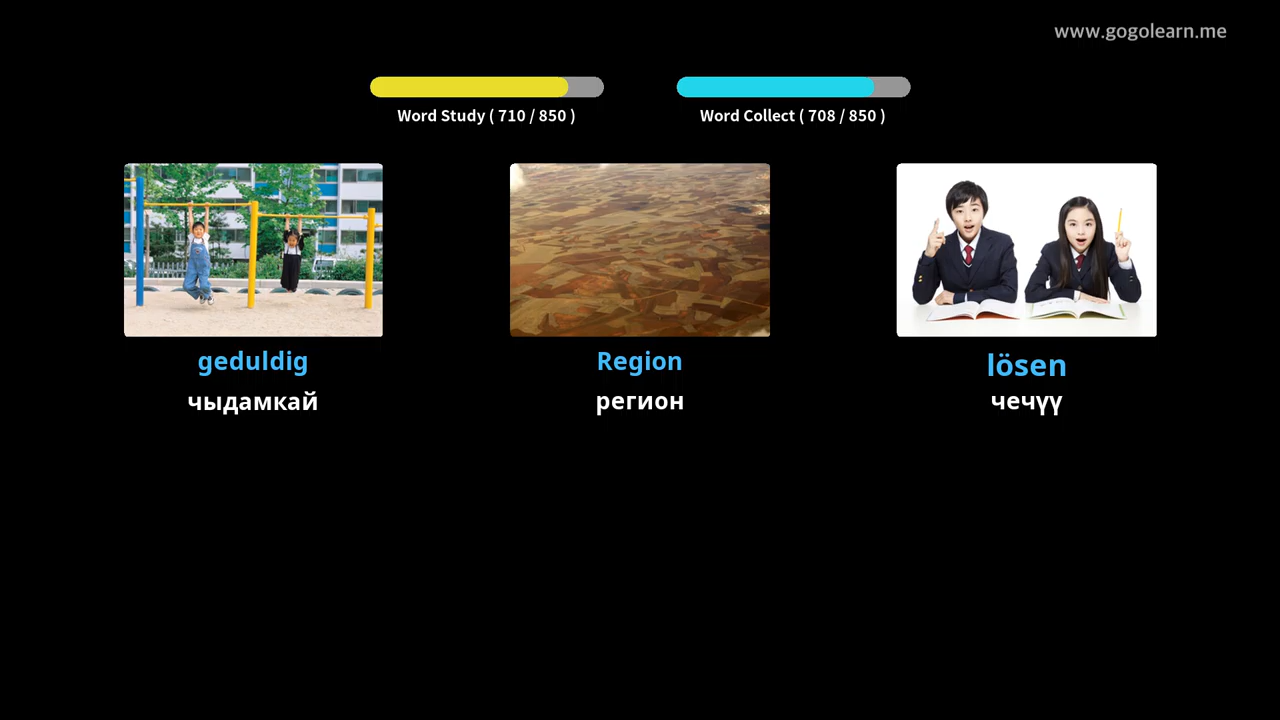 www.gogolearn.me
Word Study ( 710 / 850 )
Word Collect ( 708 / 850 )
geduldig
чыдамкай
Region
регион
lösen
чечүү